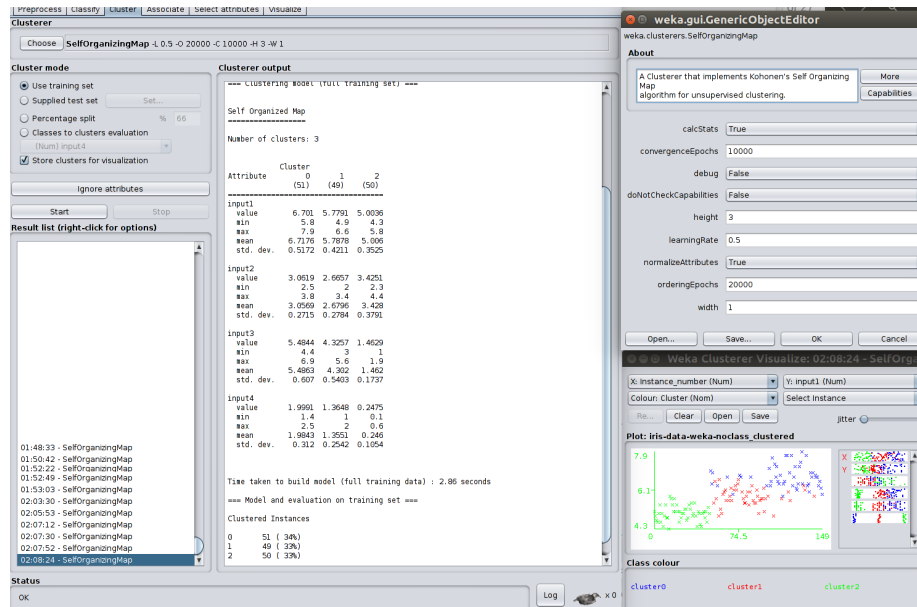 Preprocess Classify Cluster Associate Select attributes Visualize
Clusterer
Choose SelfOrganizingMap -L 0.5 -O 20000 -C 10000 -H 3 -W 1
Cluster mode
Use training set
Supplied test set Set...
Percentage split % 66
Classes to clusters evaluation
(Num) input4
Store clusters for visualization
Ignore attributes
Start Stop
Result list (right-click for options)
01:48:33 - SelfOrganizingMap
01:50:42 - SelfOrganizingMap
01:52:22 - SelfOrganizingMap
01:52:49 - SelfOrganizingMap
01:53:03 - SelfOrganizingMap
02:03:30 - SelfOrganizingMap
02:05:53 - SelfOrganizingMap
02:07:12 - SelfOrganizingMap
02:07:30 - SelfOrganizingMap
02:07:52 - SelfOrganizingMap
02:08:24 - SelfOrganizingMap
Clusterer output
=== Clustering model (full training set) ===
Self Organized Map
==================
Number of clusters: 3
Cluster
Attribute 0 1 2
(51) (49) (50)
====================================
input1
value 6.701 5.7791 5.0036
min 5.8 4.9 4.3
max 7.9 6.6 5.8
mean 6.7176 5.7878 5.006
std. dev. 0.5172 0.4211 0.3525
input2
value 3.0619 2.6657 3.4251
min 2.5 2 2.3
max 3.8 3.4 4.4
mean 3.0569 2.6796 3.428
std. dev. 0.2715 0.2784 0.3791
input3
value 5.4844 4.3257 1.4629
min 4.4 3 1
max 6.9 5.6 1.9
mean 5.4863 4.302 1.462
std. dev. 0.607 0.5403 0.1737
input4
value 1.9991 1.3648 0.2475
min 1.4 1 0.1
max 2.5 2 0.6
mean 1.9843 1.3551 0.246
std. dev. 0.312 0.2542 0.1054
Time taken to build model (full training data) : 2.86 seconds
=== Model and evaluation on training set ===
Clustered Instances
0 51 ( 34%)
1 49 ( 33%)
2 50 ( 33%)
Status
OK
Log x 0
weka.gui.GenericObjectEditor
weka.clusterers.SelfOrganizingMap
About
A Clusterer that implements Kohonen's Self Organizing
Map
algorithm for unsupervised clustering.
More
Capabilities
calcStats True
convergenceEpochs 10000
debug False
doNotCheckCapabilities False
height 3
learningRate 0.5
normalizeAttributes True
orderingEpochs 20000
width 1
Open... Save... OK Cancel
Weka Clusterer Visualize: 02:08:24 - SelfOrga
X: Instance_number (Num) Y: input1 (Num)
Colour: Cluster (Nom) Select Instance
Re... Clear Open Save Jitter
Plot: iris-data-weka-noclass_clustered
7.9
6.1
4.3
0 74.5 149
X
Y
Class colour
cluster0 cluster1 cluster2